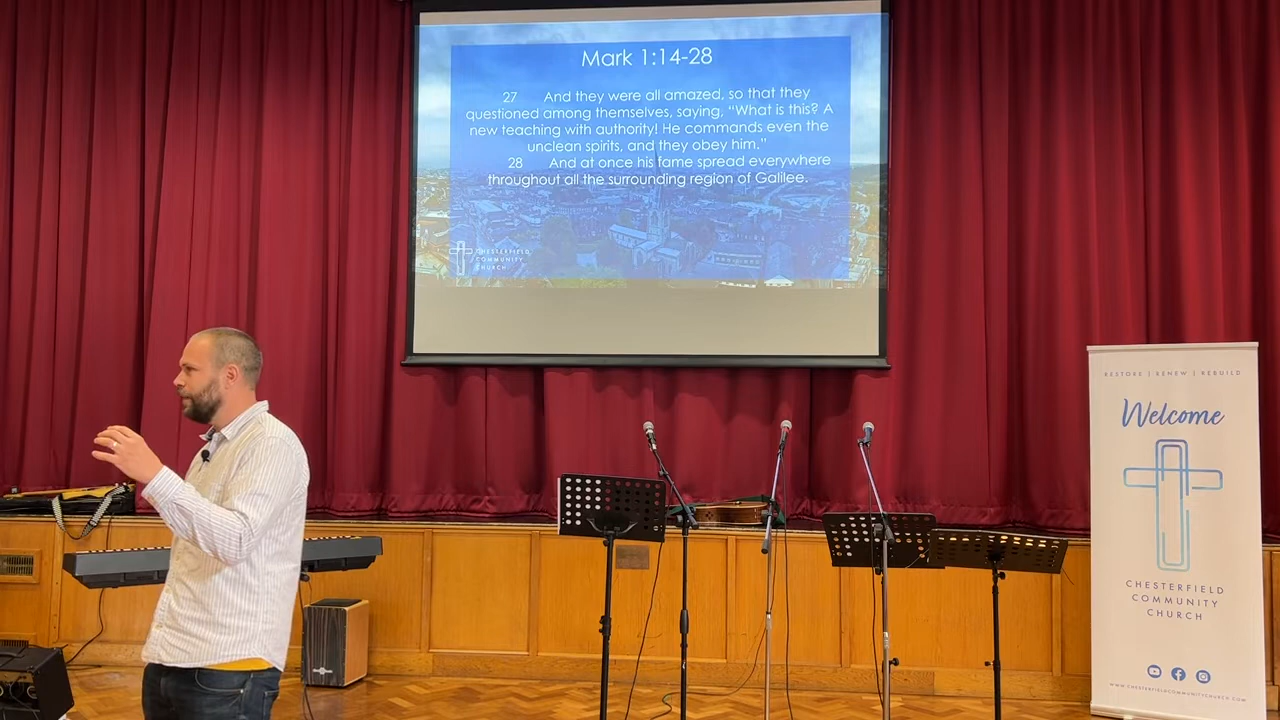 Mark 1:14-28
27 And they were all amazed, so that they
questioned among themselves, saying, “What is this? A
new teaching with authority! He commands even the
unclean spirits, and they obey him.”
28 And at once his fame spread everywhere
throughout all the surrounding region of Galilee.
CHESTERFIELD
COMMUNITY
CHURCH
RESTORE | RENEW | REBUILD
Welcome
CHESTERFIELD
COMMUNITY
CHURCH
WWW.CHESTERFIELDCOMMUNITYCHURCH.COM